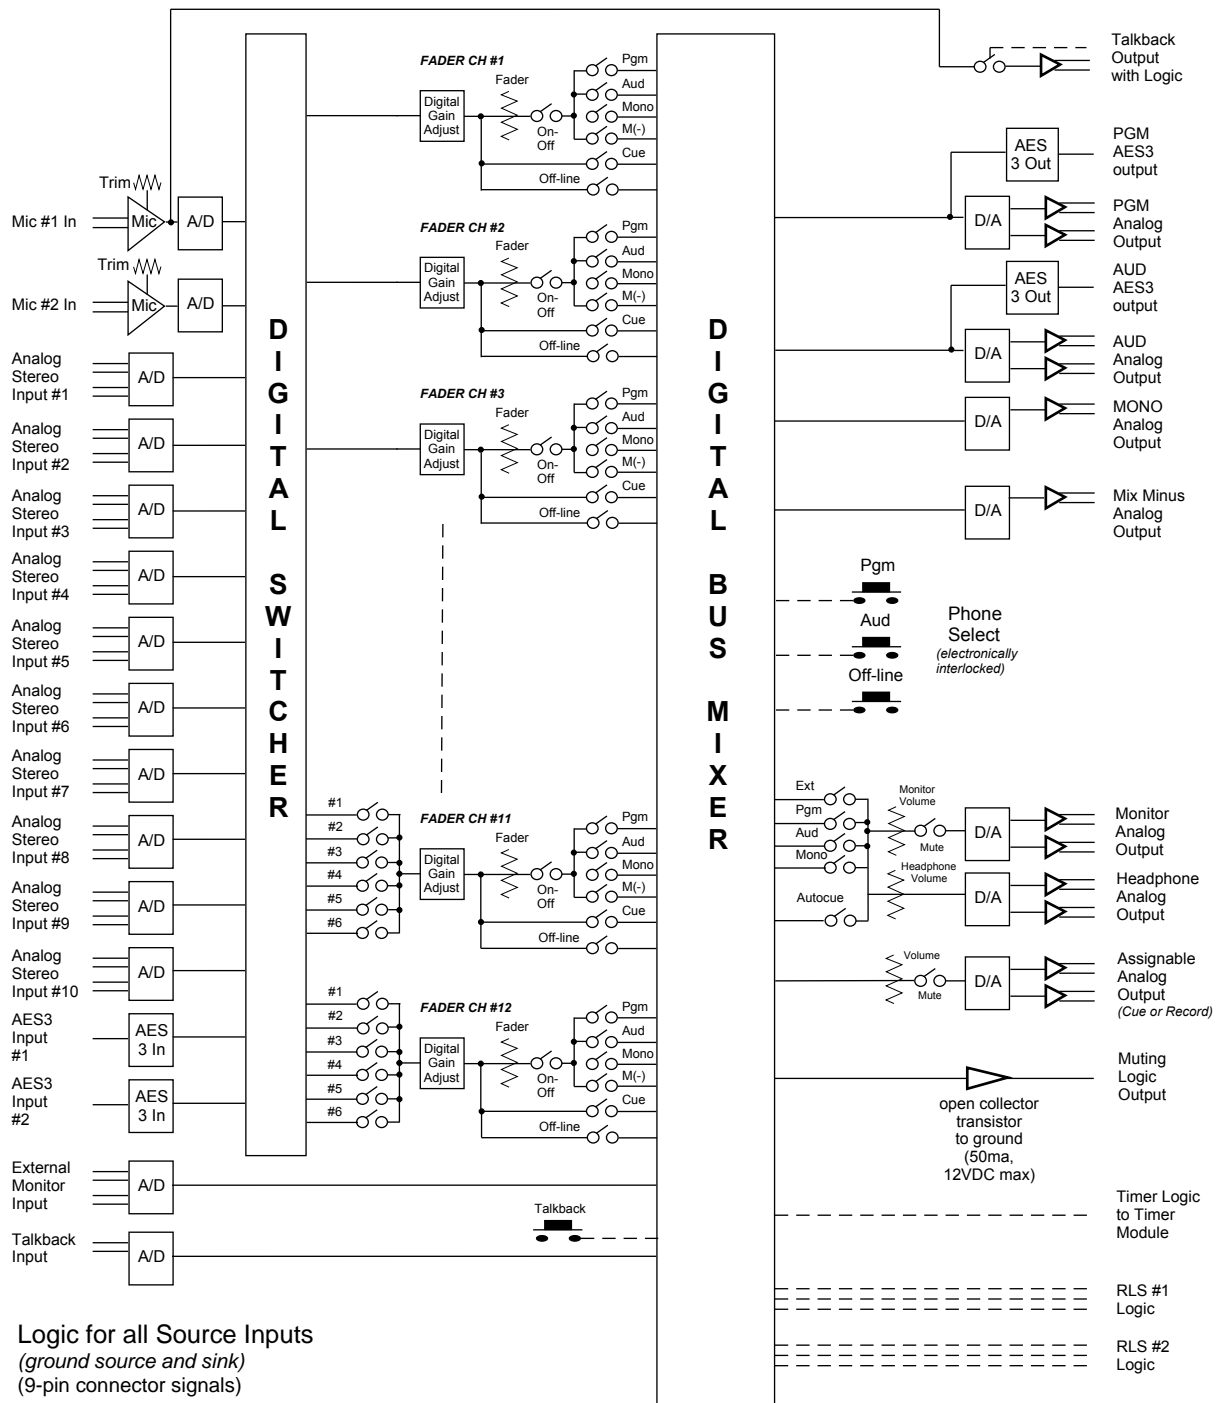 Talkback
Output
with Logic
FADER CH #1
Fader
Digital
Gain
Adjust
On-
Off
Pgm
Aud
Mono
M(-)
Cue
Off-line
AES
3 Out
PGM
AES3
output
Trim
Mic #1 In
Mic
A/D
D/A
PGM
Analog
Output
FADER CH #2
Fader
Digital
Gain
Adjust
On-
Off
Pgm
Aud
Mono
M(-)
Cue
Off-line
Trim
Mic #2 In
Mic
A/D
AES
3 Out
AUD
AES3
output
D/A
AUD
Analog
Output
DIGITAL SWITCHER
DIGITAL BUS MIXER
Analog
Stereo
Input #1
A/D
FADER CH #3
Fader
Digital
Gain
Adjust
On-
Off
Pgm
Aud
Mono
M(-)
Cue
Off-line
D/A
MONO
Analog
Output
Analog
Stereo
Input #2
A/D
Analog
Stereo
Input #3
A/D
D/A
Mix Minus
Analog
Output
Analog
Stereo
Input #4
A/D
Pgm
Aud
Off-line
Phone
Select
(electronically
interlocked)
Analog
Stereo
Input #5
A/D
Analog
Stereo
Input #6
A/D
Analog
Stereo
Input #7
A/D
#1
#2
#3
#4
#5
#6
FADER CH #11
Fader
Digital
Gain
Adjust
On-
Off
Pgm
Aud
Mono
M(-)
Cue
Off-line
Ext
Pgm
Aud
Mono
Autocue
Monitor
Volume
Mute
D/A
Monitor
Analog
Output
Headphone
Volume
D/A
Headphone
Analog
Output
Analog
Stereo
Input #8
A/D
Analog
Stereo
Input #9
A/D
Analog
Stereo
Input #10
A/D
Volume
Mute
D/A
Assignable
Analog
Output
(Cue or Record)
AES3
Input
#1
AES
3 In
#1
#2
#3
#4
#5
#6
FADER CH #12
Fader
Digital
Gain
Adjust
On-
Off
Pgm
Aud
Mono
M(-)
Cue
Off-line
AES3
Input
#2
AES
3 In
Muting
Logic
Output
open collector
transistor
to ground
(50ma,
12VDC max)
External
Monitor
Input
A/D
Timer Logic
to Timer
Module
Talkback
Talkback
Input
A/D
RLS #1
Logic
RLS #2
Logic
Logic for all Source Inputs
(ground source and sink)
(9-pin connector signals)